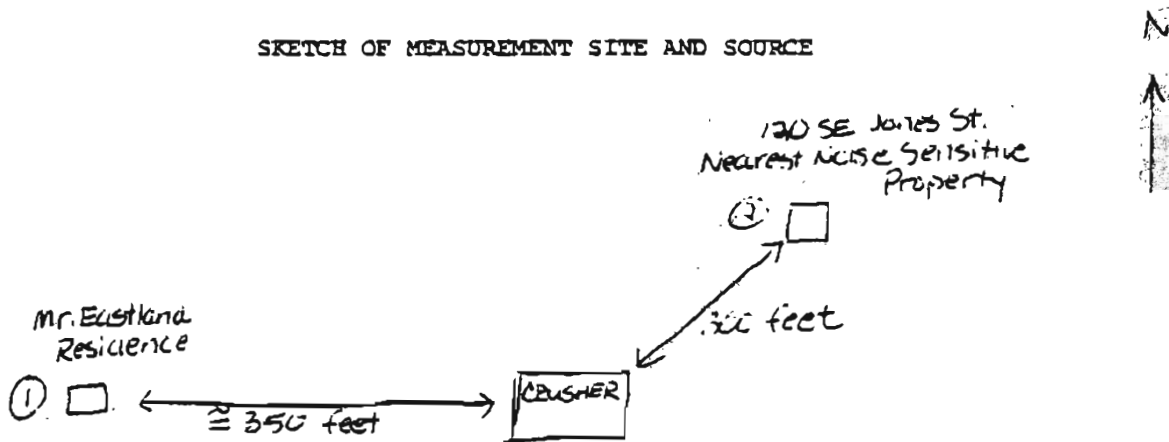 SKETCH OF MEASUREMENT SITE AND SOURCE
N
120 SE Jones St.
Nearest Noise Sensitive
Property
2
feet
Mr. Eastland
Residence
1
≅ 350 feet
CRUSHER